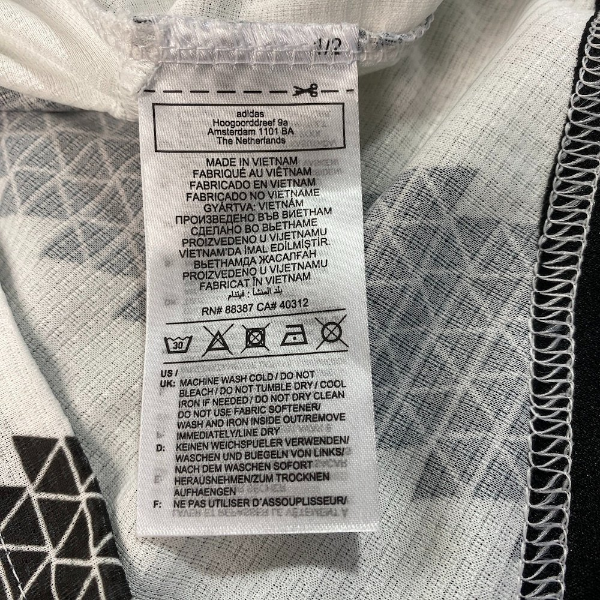 1/2
adidas
Hoogoorddreef 9a
Amsterdam 1101 BA
The Netherlands
MADE IN VIETNAM
FABRIQUÉ AU VIÊTNAM
FABRICADO EN VIETNAM
FABRICADO NO VIETNAME
GYÁRTVA: VIETNÁM
ПРОИЗВЕДЕНО ВЪВ ВИЕТНАМ
СДЕЛАНО ВО ВЬЕТНАМЕ
PROIZVEDENO U VIJETNAMU
VIETNAM'DA IMAL EDİLMİŞTİR.
ВЬЕТНАМДА ЖАСАЛҒАН
PROIZVEDENO U VIJETNAMU
FABRICAT ÎN VIETNAM
بلد المنشأ : فيتنام
RN# 88387 CA# 40312
30
US /
UK: MACHINE WASH COLD / DO NOT
BLEACH / DO NOT TUMBLE DRY / COOL
IRON IF NEEDED / DO NOT DRY CLEAN
DO NOT USE FABRIC SOFTENER/
WASH AND IRON INSIDE OUT/REMOVE
IMMEDIATELY/LINE DRY
D: KEINEN WEICHSPUELER VERWENDEN/
WASCHEN UND BUEGELN VON LINKS/
NACH DEM WASCHEN SOFORT
HERAUSNEHMEN/ZUM TROCKNEN
AUFHAENGEN
F: NE PAS UTILISER D'ASSOUPLISSEUR/